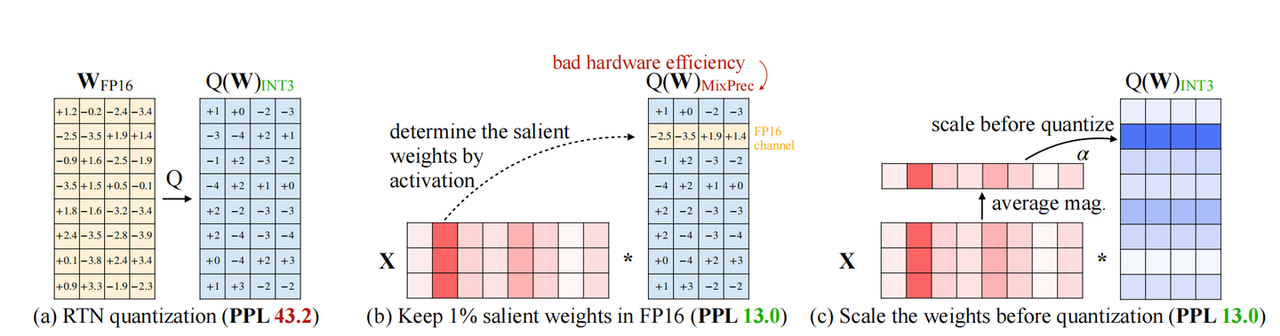 bad hardware efficiency
W_FP16
Q(W)_INT3
Q(W)_MixPrec
Q(W)_INT3
+1.2 −0.2 −2.4 −3.4
−2.5 −3.5 +1.9 +1.4
−0.9 +1.6 −2.5 −1.9
−3.5 +1.5 +0.5 −0.1
+1.8 −1.6 −3.2 −3.4
+2.4 −3.5 −2.8 −3.9
+0.1 −3.8 +2.4 +3.4
+0.9 +3.3 −1.9 −2.3
Q
+1 +0 −2 −3
−3 −4 +2 +1
−1 +2 −3 −2
−4 +2 +1 +0
+2 −2 −3 −3
+2 −4 −3 −4
+0 −4 +2 +3
+1 +3 −2 −2
(a) RTN quantization (PPL 43.2)
determine the salient
weights by
activation
X
*
+1 +0 −2 −3
−2.5 −3.5 +1.9 +1.4
−1 +2 −3 −2
−4 +2 +1 +0
+2 −2 −3 −3
+2 −4 −3 −4
+0 −4 +2 +3
+1 +3 −2 −2
FP16
channel
(b) Keep 1% salient weights in FP16 (PPL 13.0)
scale before quantize
α
average mag.
X
*
(c) Scale the weights before quantization (PPL 13.0)